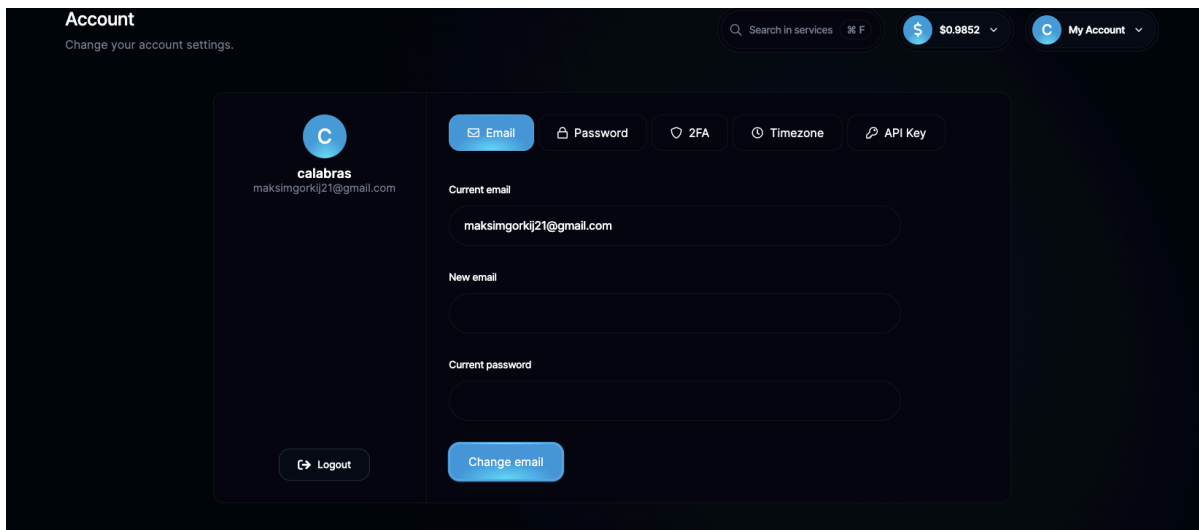 Account
Change your account settings.
Search in services ⌘ F
$ $0.9852
C My Account
C
calabras
maksimgorkij21@gmail.com
Logout
Email Password 2FA Timezone API Key
Current email
maksimgorkij21@gmail.com
New email
Current password
Change email